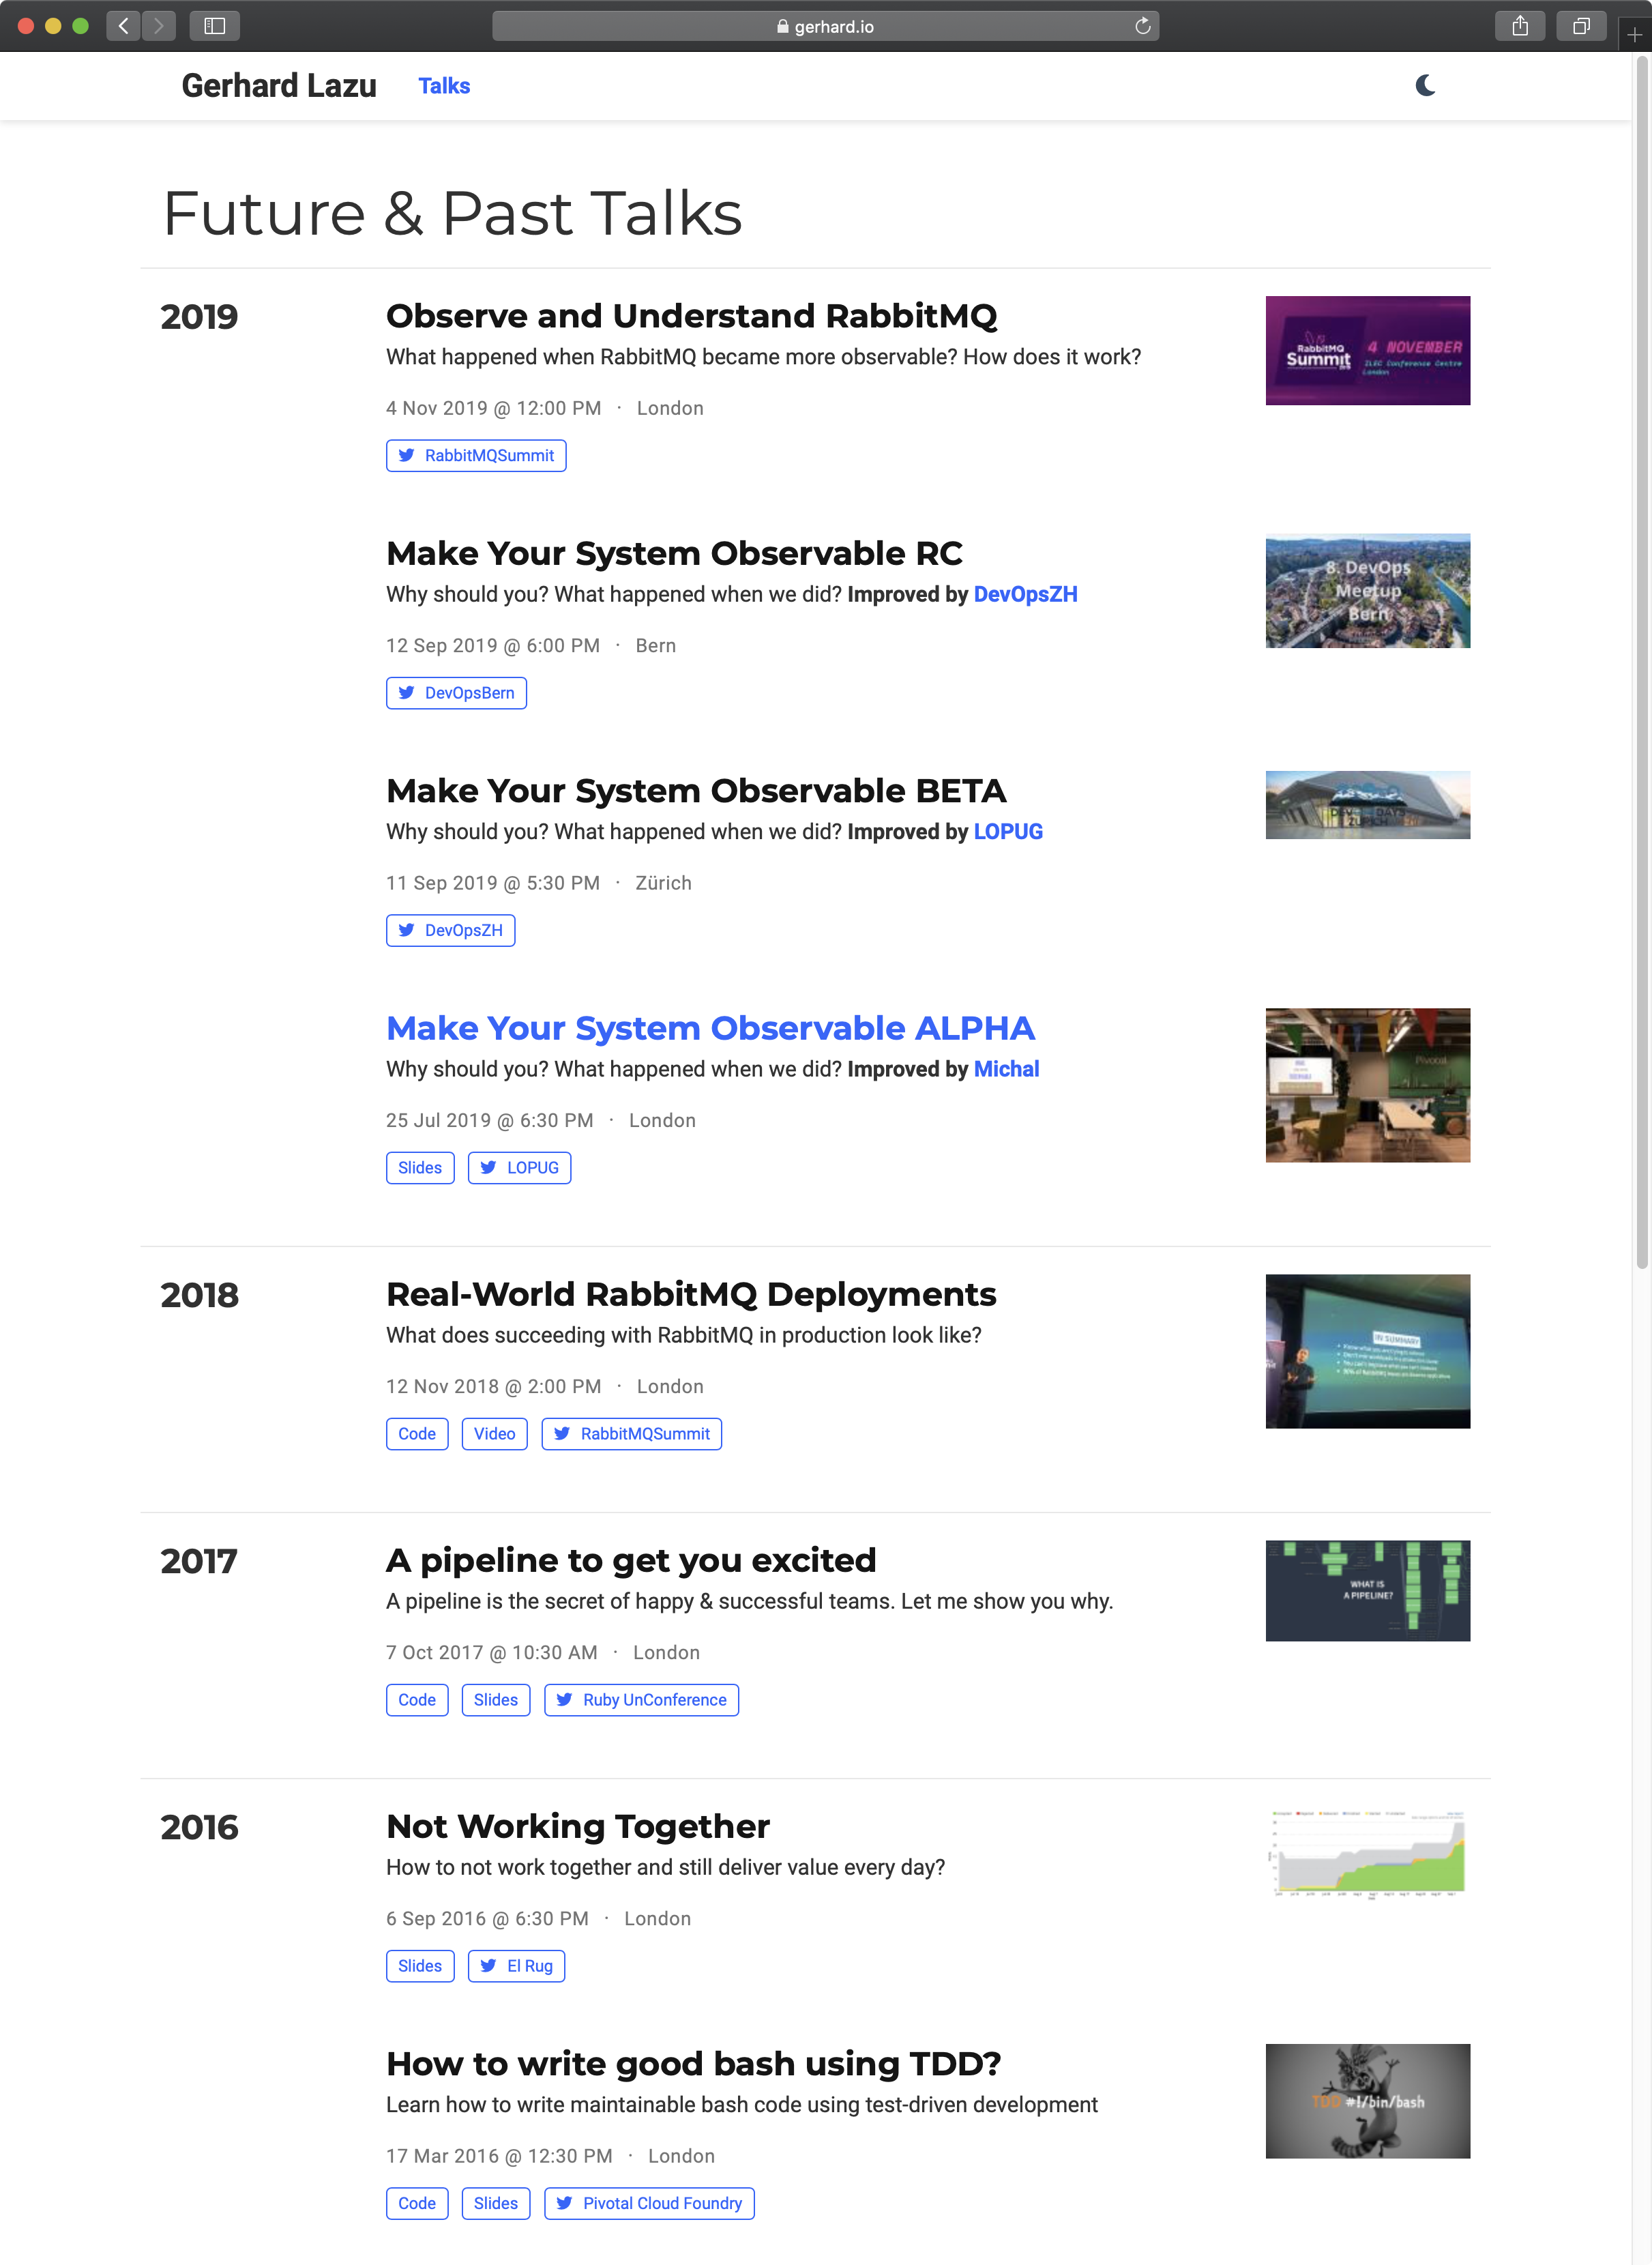 gerhard.io
Gerhard Lazu
Talks
Future & Past Talks
2019
Observe and Understand RabbitMQ
What happened when RabbitMQ became more observable? How does it work?
4 Nov 2019 @ 12:00 PM · London
RabbitMQSummit
RabbitMQ
Summit
4 NOVEMBER
ILEC Conference Centre
London
Make Your System Observable RC
Why should you? What happened when we did? Improved by DevOpsZH
12 Sep 2019 @ 6:00 PM · Bern
DevOpsBern
8. DevOps
Meetup
Bern
Make Your System Observable BETA
Why should you? What happened when we did? Improved by LOPUG
11 Sep 2019 @ 5:30 PM · Zürich
DevOpsZH
DAYS
ZURICH
Make Your System Observable ALPHA
Why should you? What happened when we did? Improved by Michal
25 Jul 2019 @ 6:30 PM · London
Slides
LOPUG
Pivotal
2018
Real-World RabbitMQ Deployments
What does succeeding with RabbitMQ in production look like?
12 Nov 2018 @ 2:00 PM · London
Code
Video
RabbitMQSummit
IN SUMMARY
2017
A pipeline to get you excited
A pipeline is the secret of happy & successful teams. Let me show you why.
7 Oct 2017 @ 10:30 AM · London
Code
Slides
Ruby UnConference
WHAT IS
A PIPELINE?
2016
Not Working Together
How to not work together and still deliver value every day?
6 Sep 2016 @ 6:30 PM · London
Slides
El Rug
How to write good bash using TDD?
Learn how to write maintainable bash code using test-driven development
17 Mar 2016 @ 12:30 PM · London
Code
Slides
Pivotal Cloud Foundry
TDD #!/bin/bash